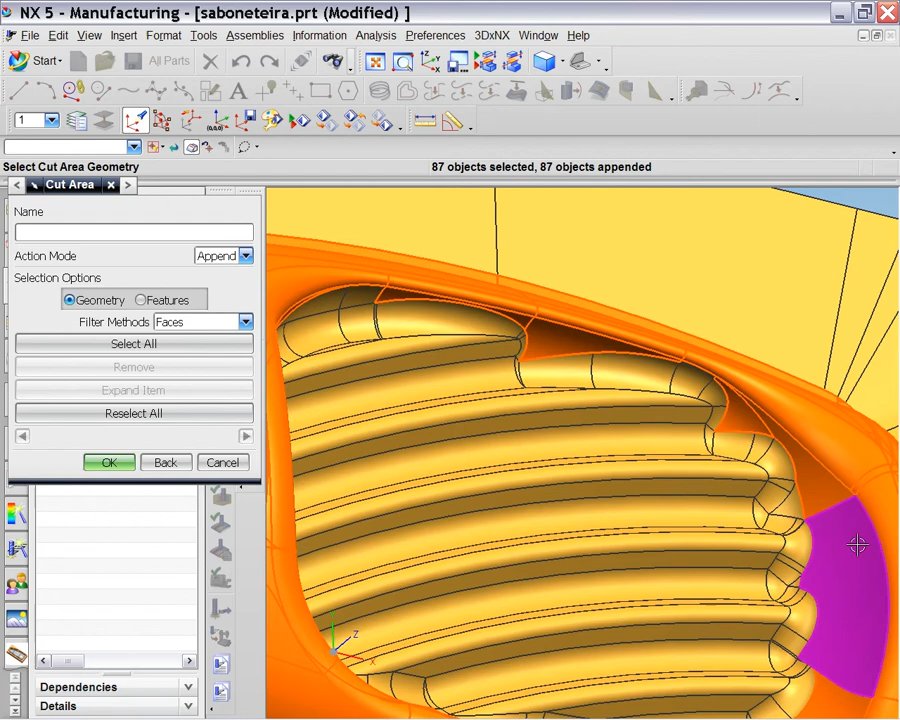 NX 5 - Manufacturing - [saboneteira.prt (Modified) ]
File Edit View Insert Format Tools Assemblies Information Analysis Preferences 3DxNX Window Help
Start All Parts
1
Select Cut Area Geometry
87 objects selected, 87 objects appended
Cut Area
Name
Action Mode Append
Selection Options
Geometry Features
Filter Methods Faces
Select All
Remove
Expand Item
Reselect All
OK Back Cancel
Z
X
Dependencies
Details